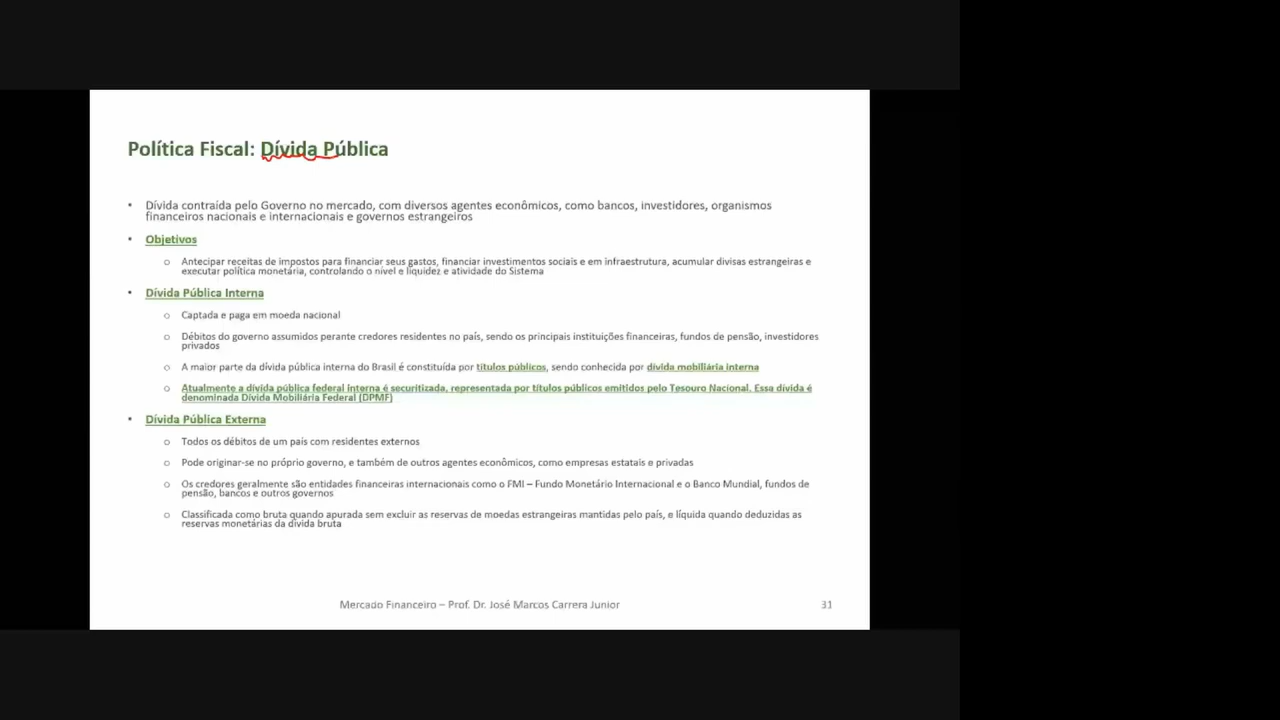 Política Fiscal: Dívida Pública
• Dívida contraída pelo Governo no mercado, com diversos agentes econômicos, como bancos, investidores, organismos
financeiros nacionais e internacionais e governos estrangeiros
• Objetivos
o Antecipar receitas de impostos para financiar seus gastos, financiar investimentos sociais e em infraestrutura, acumular divisas estrangeiras e
executar política monetária, controlando o nível e liquidez e atividade do Sistema
• Dívida Pública Interna
o Captada e paga em moeda nacional
o Débitos do governo assumidos perante credores residentes no país, sendo os principais instituições financeiras, fundos de pensão, investidores
privados
o A maior parte da dívida pública interna do Brasil é constituída por títulos públicos, sendo conhecida por dívida mobiliária interna
o Atualmente a dívida pública federal interna é securitizada, representada por títulos públicos emitidos pelo Tesouro Nacional. Essa dívida é
denominada Dívida Mobiliária Federal (DPMF)
• Dívida Pública Externa
o Todos os débitos de um país com residentes externos
o Pode originar-se no próprio governo, e também de outros agentes econômicos, como empresas estatais e privadas
o Os credores geralmente são entidades financeiras internacionais como o FMI – Fundo Monetário Internacional e o Banco Mundial, fundos de
pensão, bancos e outros governos
o Classificada como bruta quando apurada sem excluir as reservas de moedas estrangeiras mantidas pelo país, e líquida quando deduzidas as
reservas monetárias da dívida bruta
Mercado Financeiro – Prof. Dr. José Marcos Carrera Junior
31